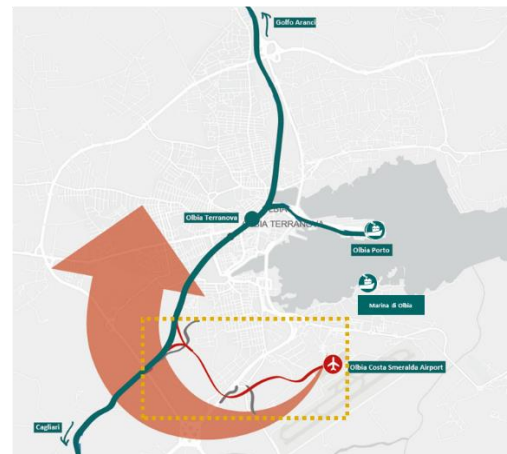 Golfo Aranci
Olbia Terranova
OLBIA TERRANOVA
Olbia Porto
Marina di Olbia
Olbia Costa Smeralda Airport
Cagliari